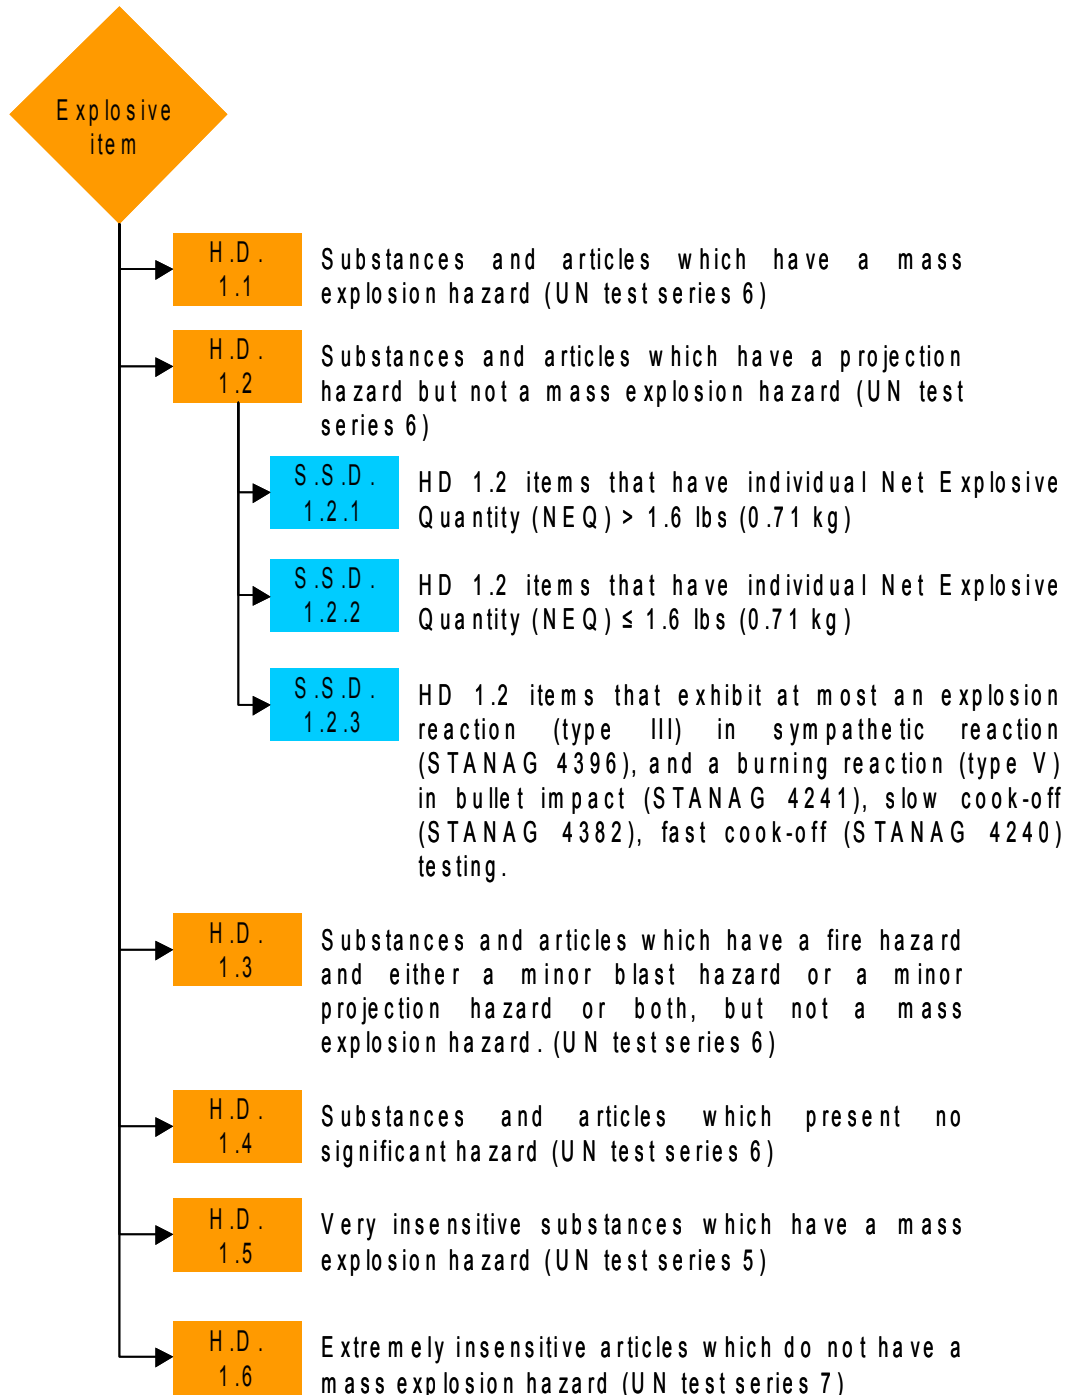 Explosive
item
H.D.
1.1
Substances and articles which have a mass
explosion hazard (UN test series 6)
H.D.
1.2
Substances and articles which have a projection
hazard but not a mass explosion hazard (UN test
series 6)
S.S.D.
1.2.1
HD 1.2 items that have individual Net Explosive
Quantity (NEQ) > 1.6 lbs (0.71 kg)
S.S.D.
1.2.2
HD 1.2 items that have individual Net Explosive
Quantity (NEQ) ≤ 1.6 lbs (0.71 kg)
S.S.D.
1.2.3
HD 1.2 items that exhibit at most an explosion
reaction (type III) in sympathetic reaction
(STANAG 4396), and a burning reaction (type V)
in bullet impact (STANAG 4241), slow cook-off
(STANAG 4382), fast cook-off (STANAG 4240)
testing.
H.D.
1.3
Substances and articles which have a fire hazard
and either a minor blast hazard or a minor
projection hazard or both, but not a mass
explosion hazard. (UN test series 6)
H.D.
1.4
Substances and articles which present no
significant hazard (UN test series 6)
H.D.
1.5
Very insensitive substances which have a mass
explosion hazard (UN test series 5)
H.D.
1.6
Extremely insensitive articles which do not have a
mass explosion hazard (UN test series 7)